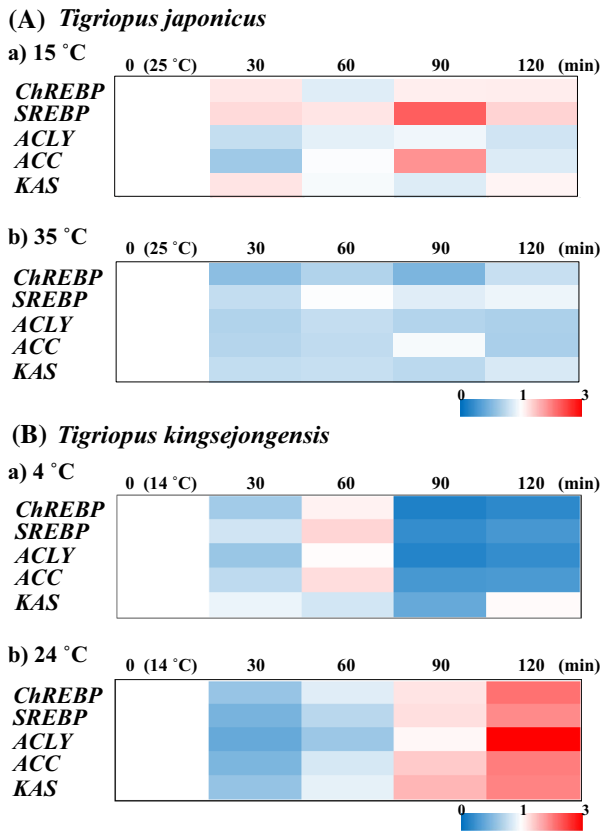 (A) Tigriopus japonicus
a) 15 ˚C
0 (25 ˚C) 30 60 90 120 (min)
ChREBP
SREBP
ACLY
ACC
KAS
b) 35 ˚C
0 (25 ˚C) 30 60 90 120 (min)
ChREBP
SREBP
ACLY
ACC
KAS
0 1 3
(B) Tigriopus kingsejongensis
a) 4 ˚C
0 (14 ˚C) 30 60 90 120 (min)
ChREBP
SREBP
ACLY
ACC
KAS
b) 24 ˚C
0 (14 ˚C) 30 60 90 120 (min)
ChREBP
SREBP
ACLY
ACC
KAS
0 1 3